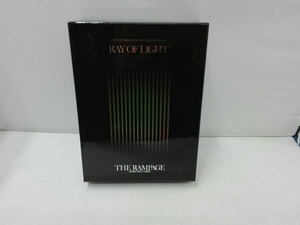 RAY OF LIGHT
THE RAMPAGE